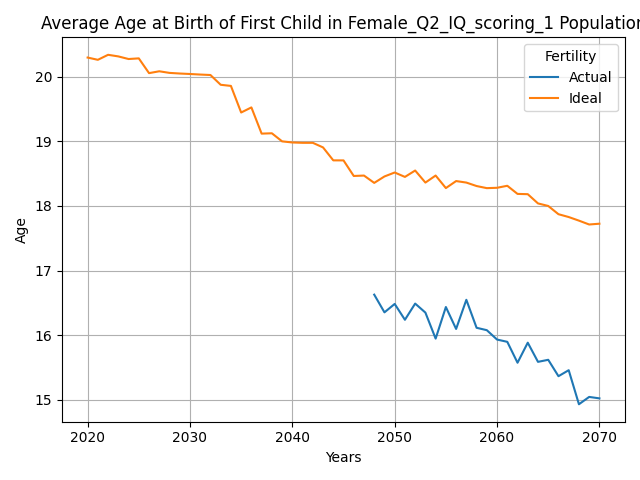 Average Age at Birth of First Child in Female_Q2_IQ_scoring_1 Population
Fertility
Actual
Ideal
20
19
18
17
16
15
Age
2020 2030 2040 2050 2060 2070
Years